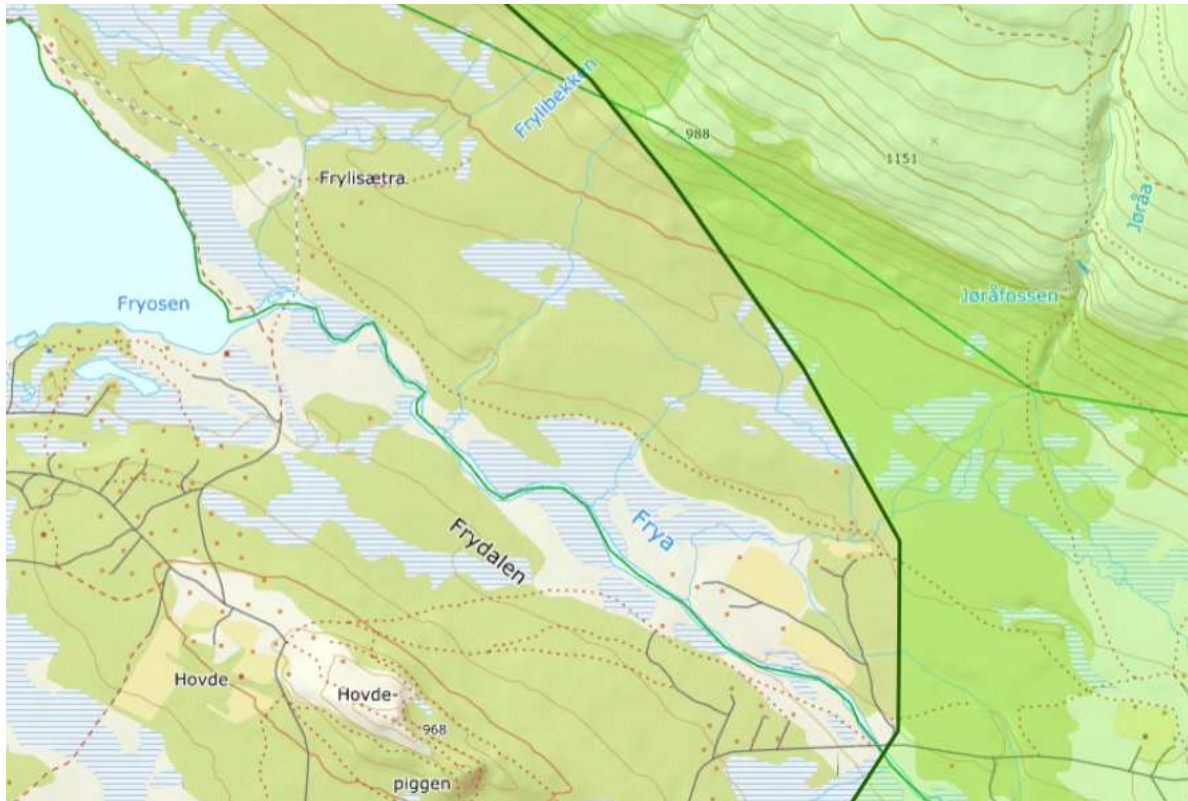 Frylibekken
988
1151
Frylisætra
Jøråa
Fryosen
Jøråfossen
Frya
Frydalen
Hovde
Hovde-
968
piggen